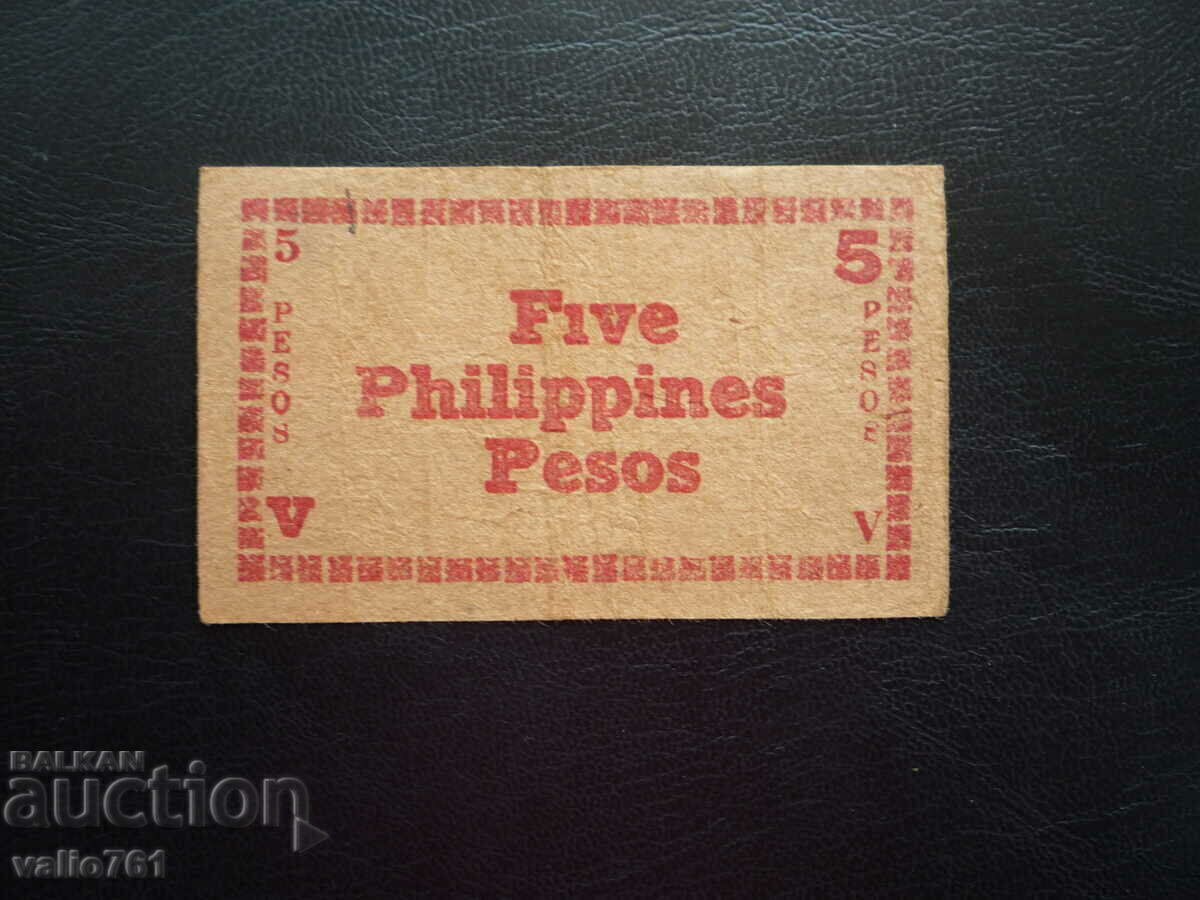 5
5
PESOS
PESOS
Five
Philippines
Pesos
V
V
BALKAN
auction
valio761